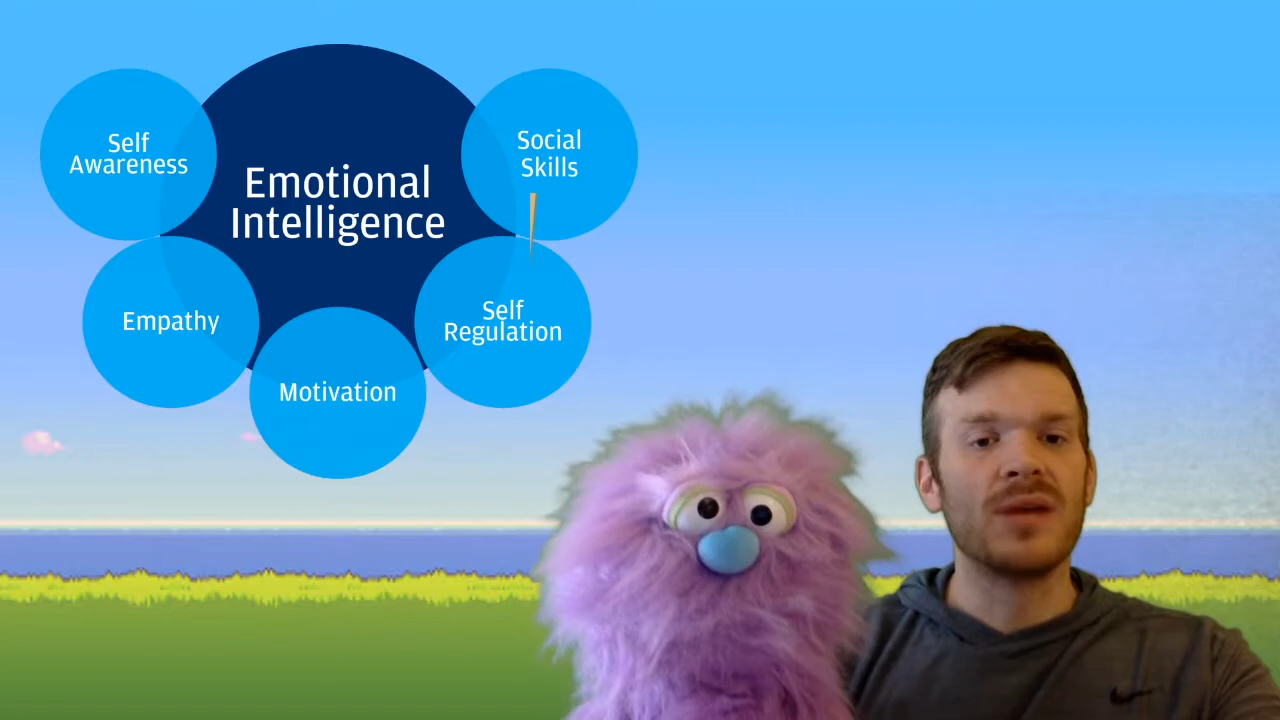 Self
Awareness
Emotional
Intelligence
Social
Skills
Empathy
Motivation
Self
Regulation